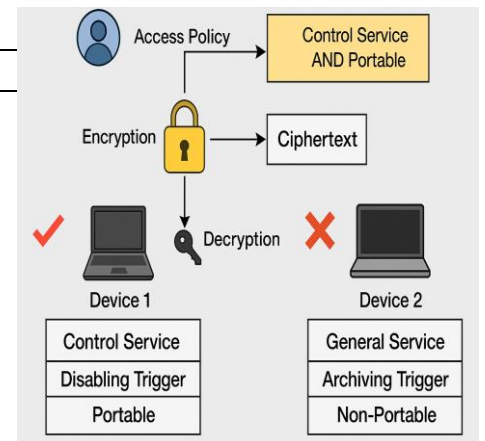 Access Policy
Control Service
AND Portable
Encryption
Ciphertext
Decryption
Device 1
Control Service
Disabling Trigger
Portable
Device 2
General Service
Archiving Trigger
Non-Portable